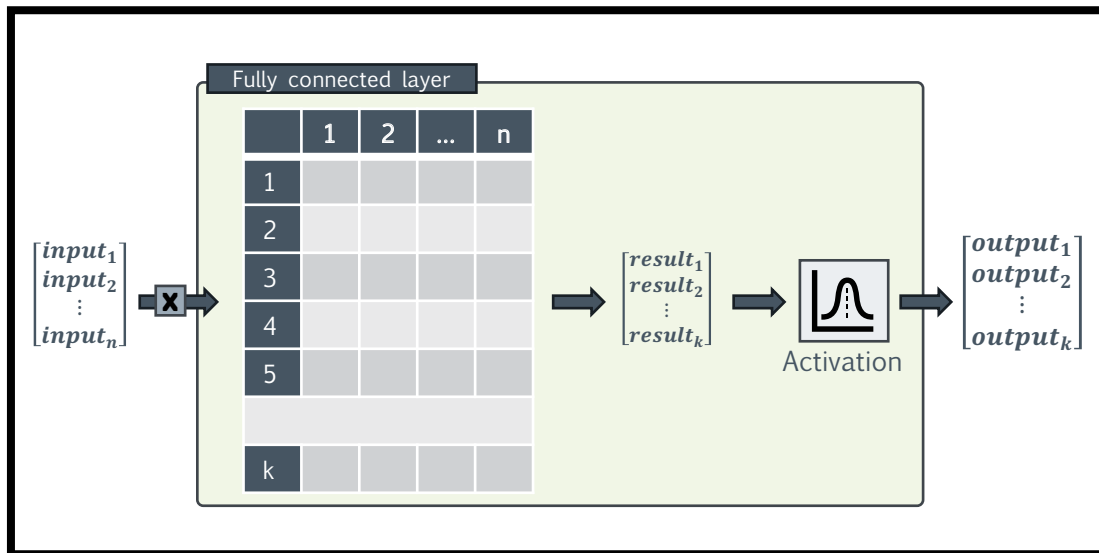 Fully connected layer
1 2 ... n
1
2
3
4
5
k
input₁
input₂
⋮
inputₙ
X
result₁
result₂
⋮
resultₖ
Activation
output₁
output₂
⋮
outputₖ